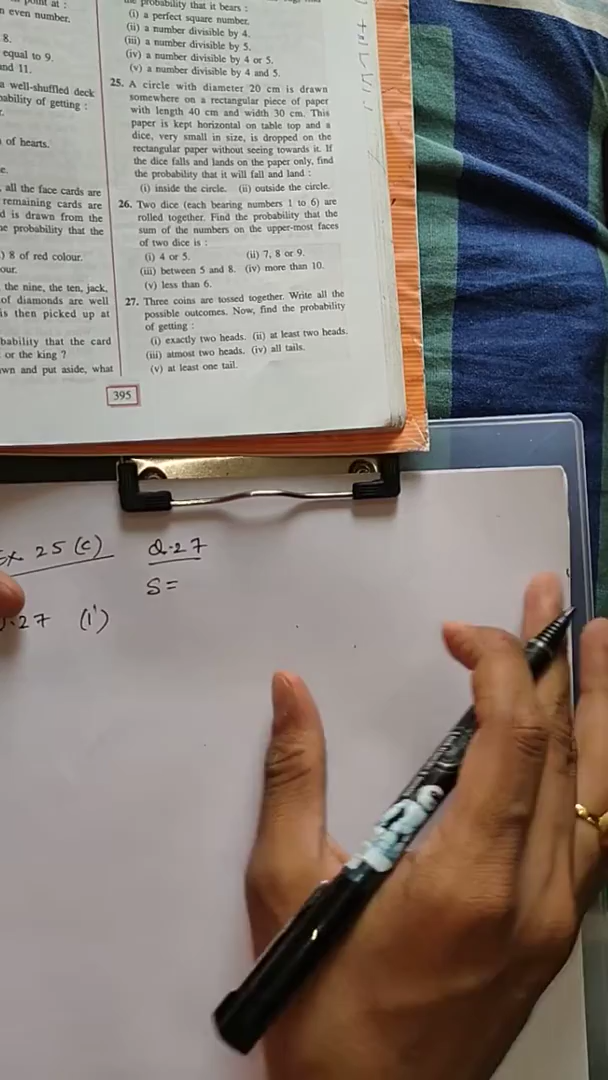 n even number.
8.
equal to 9.
and 11.
a well-shuffled deck
ability of getting :
of hearts.
e.
all the face cards are
remaining cards are
d is drawn from the
e probability that the
) 8 of red colour.
our.
the nine, the ten, jack,
of diamonds are well
is then picked up at
bability that the card
or the king ?
wn and put aside, what
probability that it bears :
(i) a perfect square number.
(ii) a number divisible by 4.
(iii) a number divisible by 5.
(iv) a number divisible by 4 or 5.
(v) a number divisible by 4 and 5.
25. A circle with diameter 20 cm is drawn
somewhere on a rectangular piece of paper
with length 40 cm and width 30 cm. This
paper is kept horizontal on table top and a
dice, very small in size, is dropped on the
rectangular paper without seeing towards it. If
the dice falls and lands on the paper only, find
the probability that it will fall and land :
(i) inside the circle. (ii) outside the circle.
26. Two dice (each bearing numbers 1 to 6) are
rolled together. Find the probability that the
sum of the numbers on the upper-most faces
of two dice is :
(i) 4 or 5. (ii) 7, 8 or 9.
(iii) between 5 and 8. (iv) more than 10.
(v) less than 6.
27. Three coins are tossed together. Write all the
possible outcomes. Now, find the probability
of getting :
(i) exactly two heads. (ii) at least two heads.
(iii) atmost two heads. (iv) all tails.
(v) at least one tail.
395
Ex 25 (c) Q.27
S=
.27 (i)